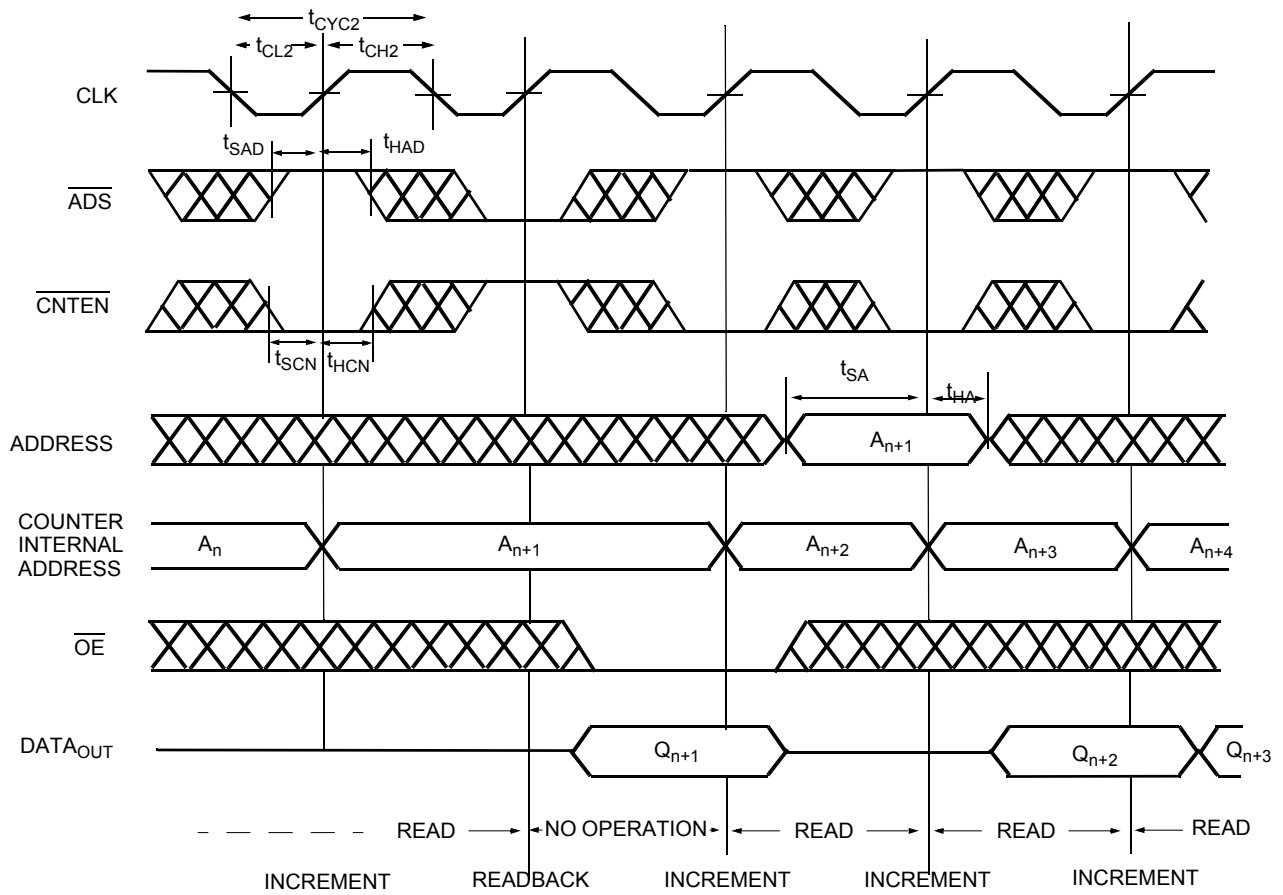 tCYC2
tCL2 tCH2
CLK
tSAD tHAD
ADS
CNTEN
tSCN tHCN
tSA
tHA
ADDRESS An+1
COUNTER
INTERNAL
ADDRESS
An An+1 An+2 An+3 An+4
OE
DATAOUT Qn+1 Qn+2 Qn+3
READ NO OPERATION READ READ READ
INCREMENT READBACK INCREMENT INCREMENT INCREMENT